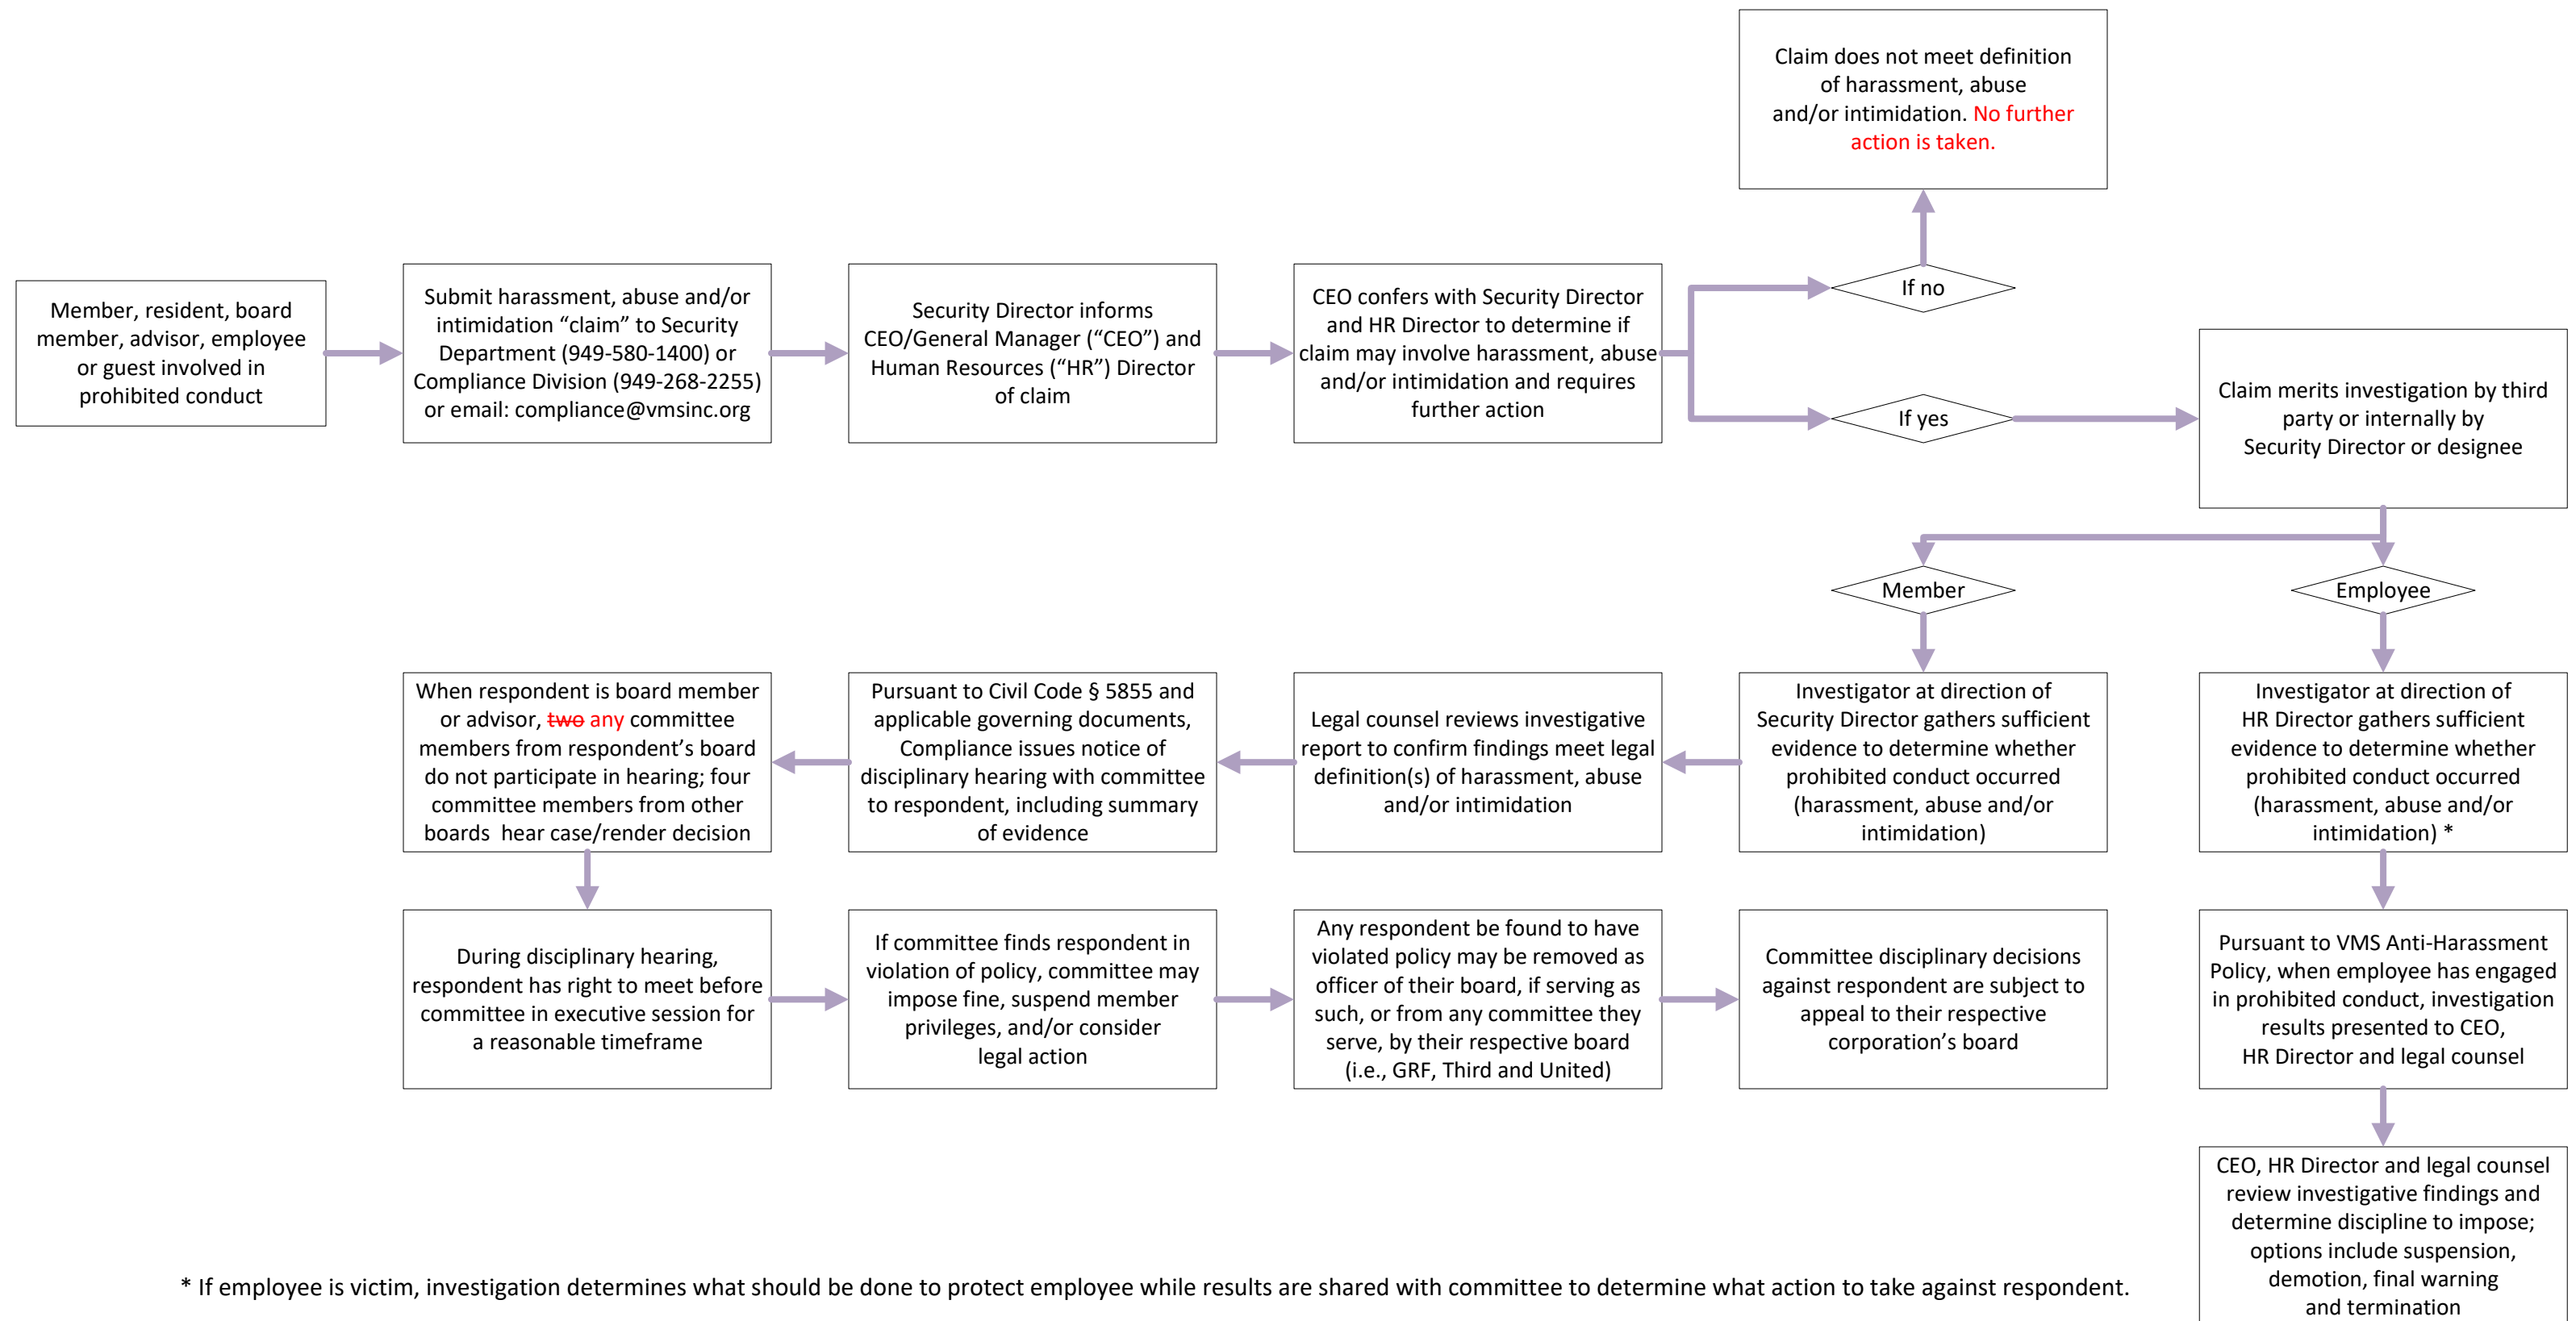 Claim does not meet definition
of harassment, abuse
and/or intimidation. No further
action is taken.
Member, resident, board
member, advisor, employee
or guest involved in
prohibited conduct
Submit harassment, abuse and/or
intimidation “claim” to Security
Department (949-580-1400) or
Compliance Division (949-268-2255)
or email: compliance@vmsinc.org
Security Director informs
CEO/General Manager (“CEO”) and
Human Resources (“HR”) Director
of claim
CEO confers with Security Director
and HR Director to determine if
claim may involve harassment, abuse
and/or intimidation and requires
further action
If no
If yes
Claim merits investigation by third
party or internally by
Security Director or designee
Member
Employee
Investigator at direction of
HR Director gathers sufficient
evidence to determine whether
prohibited conduct occurred
(harassment, abuse and/or
intimidation) *
Investigator at direction of
Security Director gathers sufficient
evidence to determine whether
prohibited conduct occurred
(harassment, abuse and/or
intimidation)
Legal counsel reviews investigative
report to confirm findings meet legal
definition(s) of harassment, abuse
and/or intimidation
Pursuant to Civil Code § 5855 and
applicable governing documents,
Compliance issues notice of
disciplinary hearing with committee
to respondent, including summary
of evidence
When respondent is board member
or advisor, two any committee
members from respondent’s board
do not participate in hearing; four
committee members from other
boards hear case/render decision
During disciplinary hearing,
respondent has right to meet before
committee in executive session for
a reasonable timeframe
If committee finds respondent in
violation of policy, committee may
impose fine, suspend member
privileges, and/or consider
legal action
Any respondent be found to have
violated policy may be removed as
officer of their board, if serving as
such, or from any committee they
serve, by their respective board
(i.e., GRF, Third and United)
Committee disciplinary decisions
against respondent are subject to
appeal to their respective
corporation’s board
Pursuant to VMS Anti-Harassment
Policy, when employee has engaged
in prohibited conduct, investigation
results presented to CEO,
HR Director and legal counsel
CEO, HR Director and legal counsel
review investigative findings and
determine discipline to impose;
options include suspension,
demotion, final warning
and termination
* If employee is victim, investigation determines what should be done to protect employee while results are shared with committee to determine what action to take against respondent.